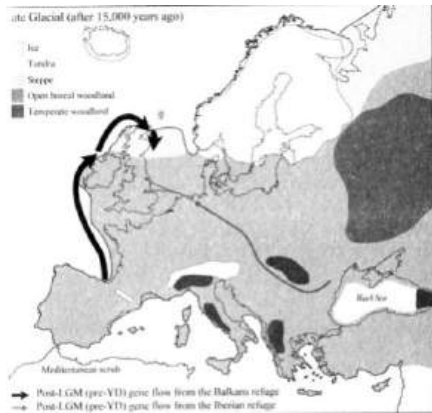 ate Glacial (after 15,000 years ago)
Ice
Tundra
Steppe
Open boreal woodland
Temperate woodland
Black Sea
Mediterranean scrub
Post-LGM (pre-YD) gene flow from the Balkans refuge
Post-LGM (pre-YD) gene flow from the Iberian refuge